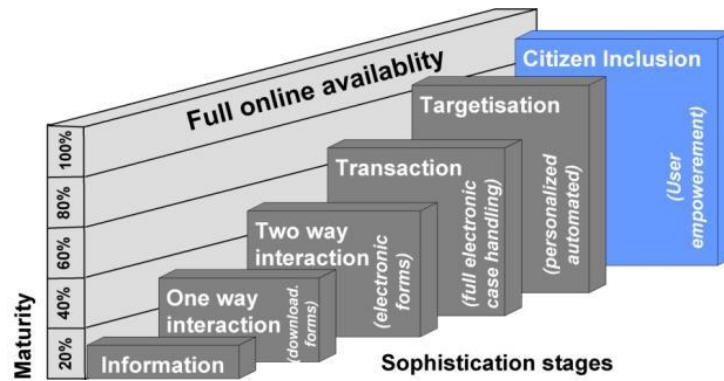 Full online availablity
Citizen Inclusion
(User
empowerement)
Targetisation
(personalized
automated)
Transaction
(full electronic
case handling)
Two way
interaction
(electronic
forms)
One way
interaction
(download.
forms)
Information
100%
80%
60%
40%
20%
Maturity
Sophistication stages